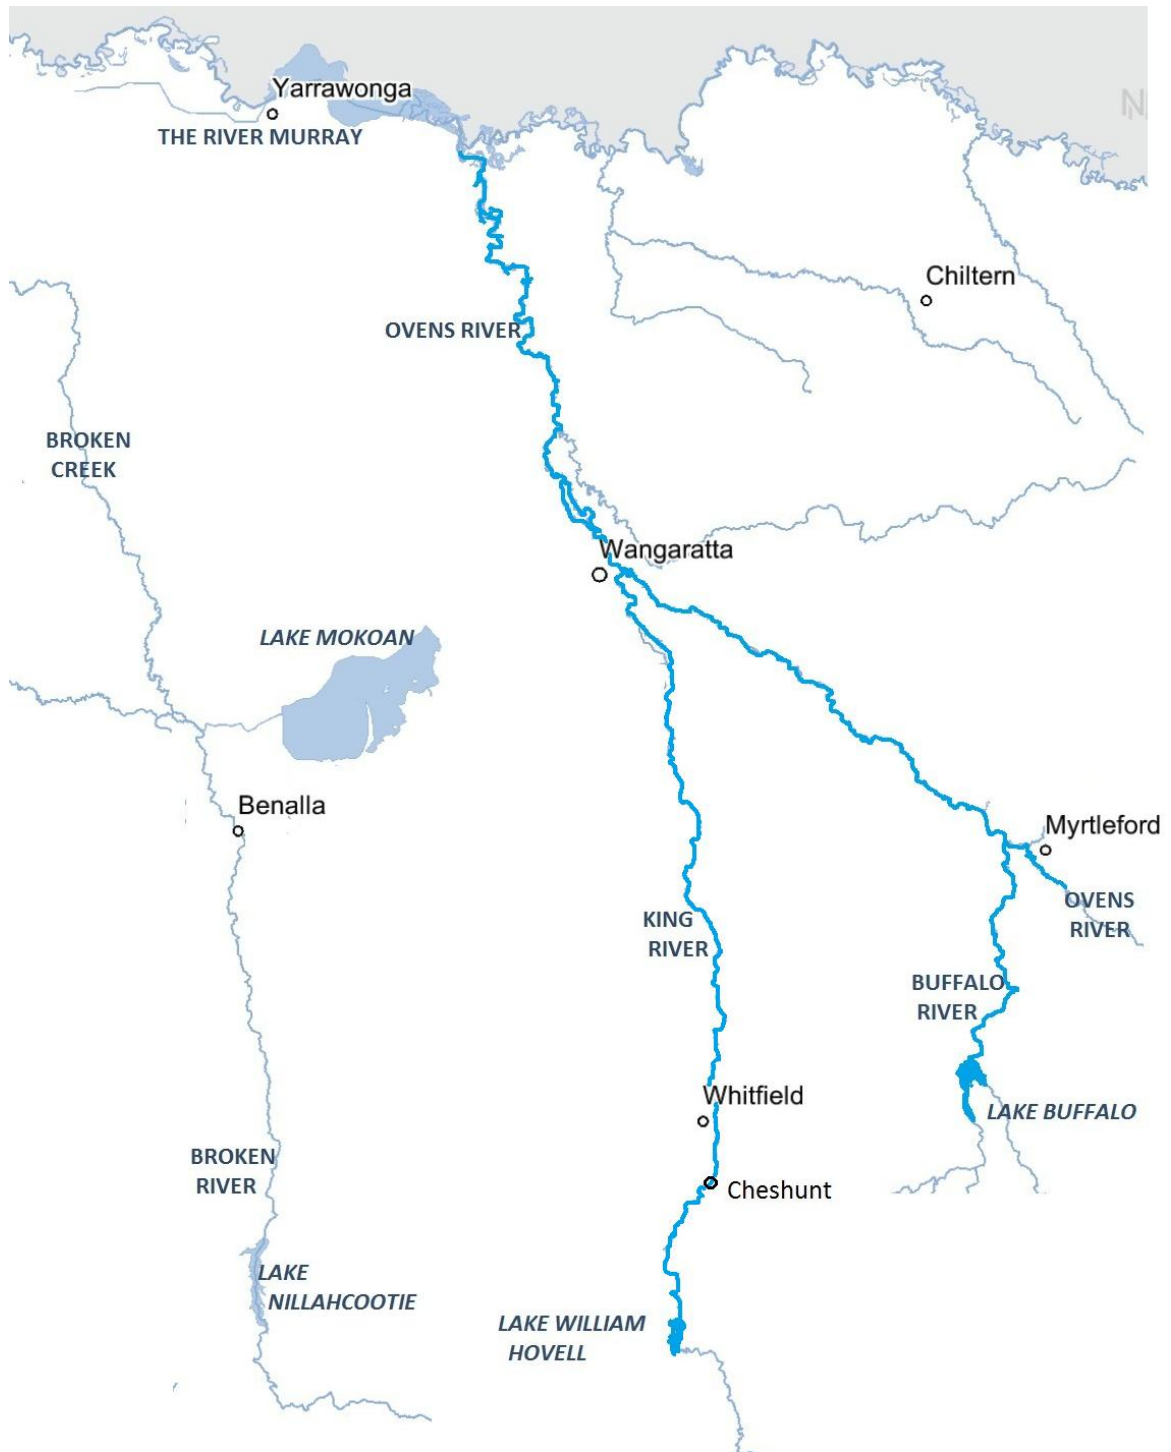 N
Yarrawonga
THE RIVER MURRAY
Chiltern
OVENS RIVER
BROKEN
CREEK
Wangaratta
LAKE MOKOAN
Benalla
Myrtleford
OVENS
RIVER
KING
RIVER
BUFFALO
RIVER
Whitfield
LAKE BUFFALO
BROKEN
RIVER
Cheshunt
LAKE
NILLAHCOOTIE
LAKE WILLIAM
HOVELL